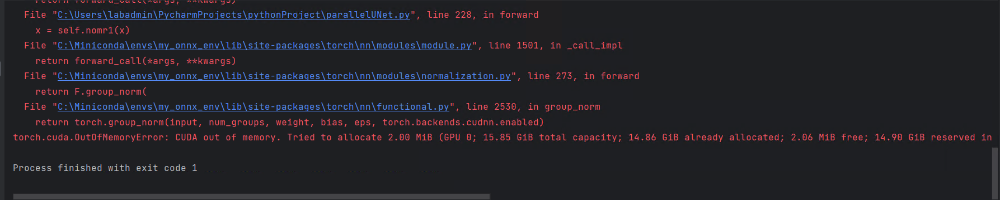 return forward_call(*args, **kwargs)
File "C:\Users\labadmin\PycharmProjects\pythonProject\parallelUNet.py", line 228, in forward
x = self.nomr1(x)
File "C:\Miniconda\envs\my_onnx_env\lib\site-packages\torch\nn\modules\module.py", line 1501, in _call_impl
return forward_call(*args, **kwargs)
File "C:\Miniconda\envs\my_onnx_env\lib\site-packages\torch\nn\modules\normalization.py", line 273, in forward
return F.group_norm(
File "C:\Miniconda\envs\my_onnx_env\lib\site-packages\torch\nn\functional.py", line 2530, in group_norm
return torch.group_norm(input, num_groups, weight, bias, eps, torch.backends.cudnn.enabled)
torch.cuda.OutOfMemoryError: CUDA out of memory. Tried to allocate 2.00 MiB (GPU 0; 15.85 GiB total capacity; 14.86 GiB already allocated; 2.06 MiB free; 14.90 GiB reserved in
Process finished with exit code 1